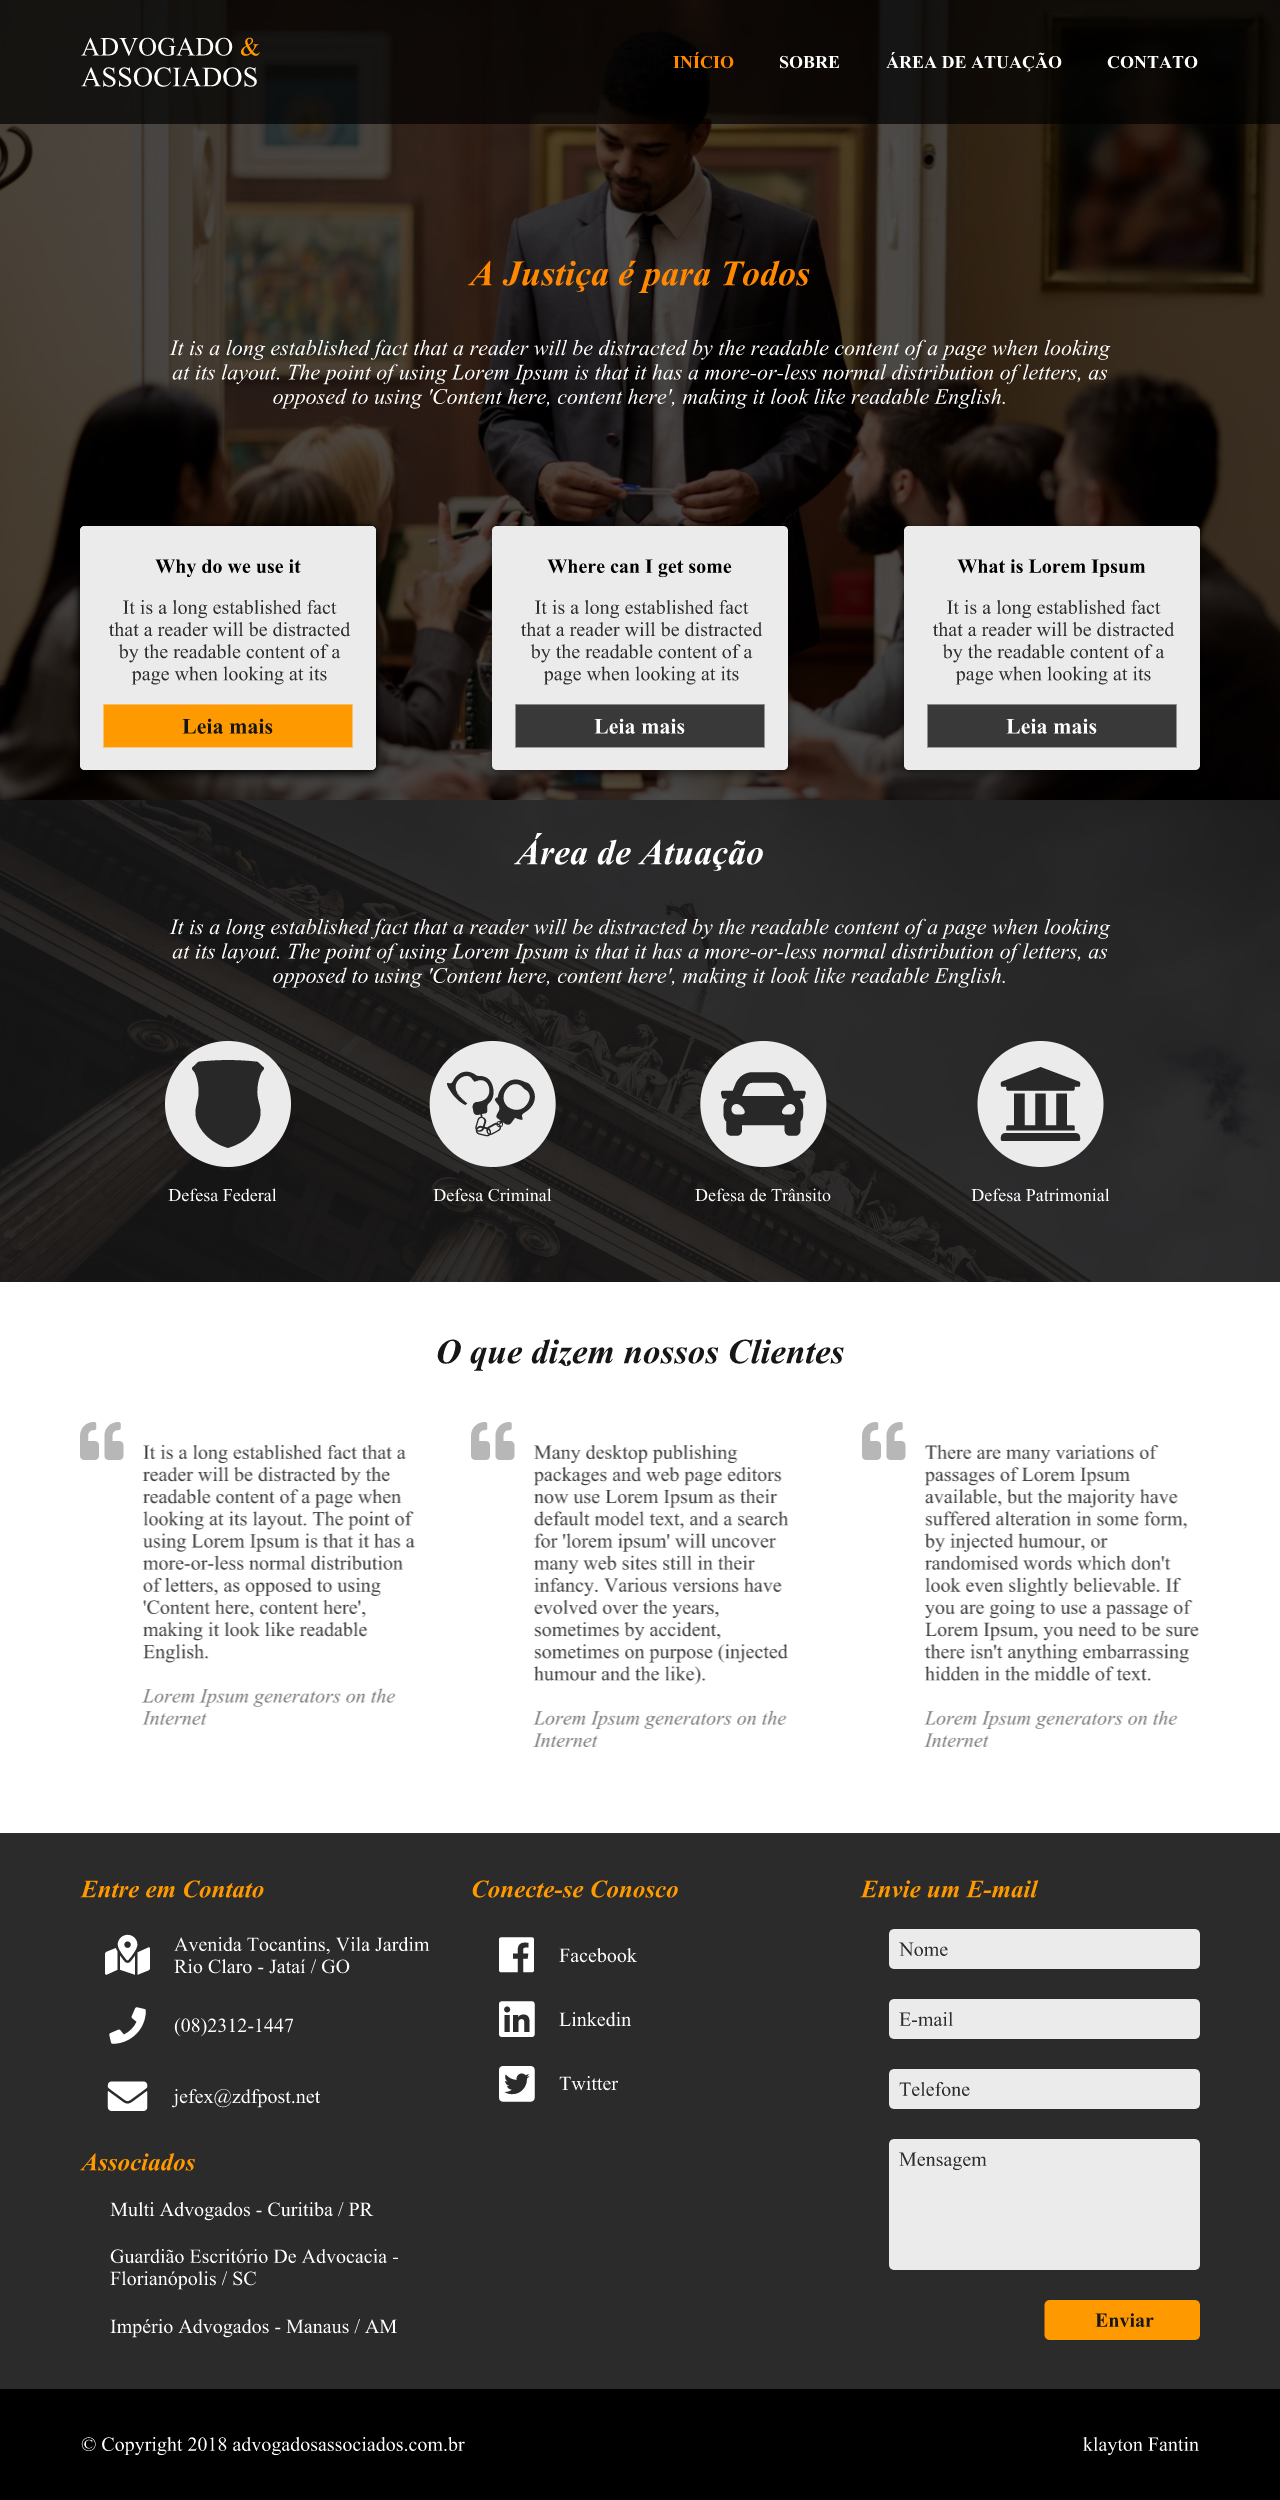 ADVOGADO &
ASSOCIADOS
INÍCIO SOBRE ÁREA DE ATUAÇÃO CONTATO
A Justiça é para Todos
It is a long established fact that a reader will be distracted by the readable content of a page when looking
at its layout. The point of using Lorem Ipsum is that it has a more-or-less normal distribution of letters, as
opposed to using 'Content here, content here', making it look like readable English.
Why do we use it
It is a long established fact
that a reader will be distracted
by the readable content of a
page when looking at its
Leia mais
Where can I get some
It is a long established fact
that a reader will be distracted
by the readable content of a
page when looking at its
Leia mais
What is Lorem Ipsum
It is a long established fact
that a reader will be distracted
by the readable content of a
page when looking at its
Leia mais
Área de Atuação
It is a long established fact that a reader will be distracted by the readable content of a page when looking
at its layout. The point of using Lorem Ipsum is that it has a more-or-less normal distribution of letters, as
opposed to using 'Content here, content here', making it look like readable English.
Defesa Federal
Defesa Criminal
Defesa de Trânsito
Defesa Patrimonial
O que dizem nossos Clientes
It is a long established fact that a
reader will be distracted by the
readable content of a page when
looking at its layout. The point of
using Lorem Ipsum is that it has a
more-or-less normal distribution
of letters, as opposed to using
'Content here, content here',
making it look like readable
English.
Lorem Ipsum generators on the
Internet
Many desktop publishing
packages and web page editors
now use Lorem Ipsum as their
default model text, and a search
for 'lorem ipsum' will uncover
many web sites still in their
infancy. Various versions have
evolved over the years,
sometimes by accident,
sometimes on purpose (injected
humour and the like).
Lorem Ipsum generators on the
Internet
There are many variations of
passages of Lorem Ipsum
available, but the majority have
suffered alteration in some form,
by injected humour, or
randomised words which don't
look even slightly believable. If
you are going to use a passage of
Lorem Ipsum, you need to be sure
there isn't anything embarrassing
hidden in the middle of text.
Lorem Ipsum generators on the
Internet
Entre em Contato
Avenida Tocantins, Vila Jardim
Rio Claro - Jataí / GO
(08)2312-1447
jefex@zdfpost.net
Associados
Multi Advogados - Curitiba / PR
Guardião Escritório De Advocacia -
Florianópolis / SC
Império Advogados - Manaus / AM
Conecte-se Conosco
Facebook
Linkedin
Twitter
Envie um E-mail
Nome
E-mail
Telefone
Mensagem
Enviar
© Copyright 2018 advogadosassociados.com.br
klayton Fantin